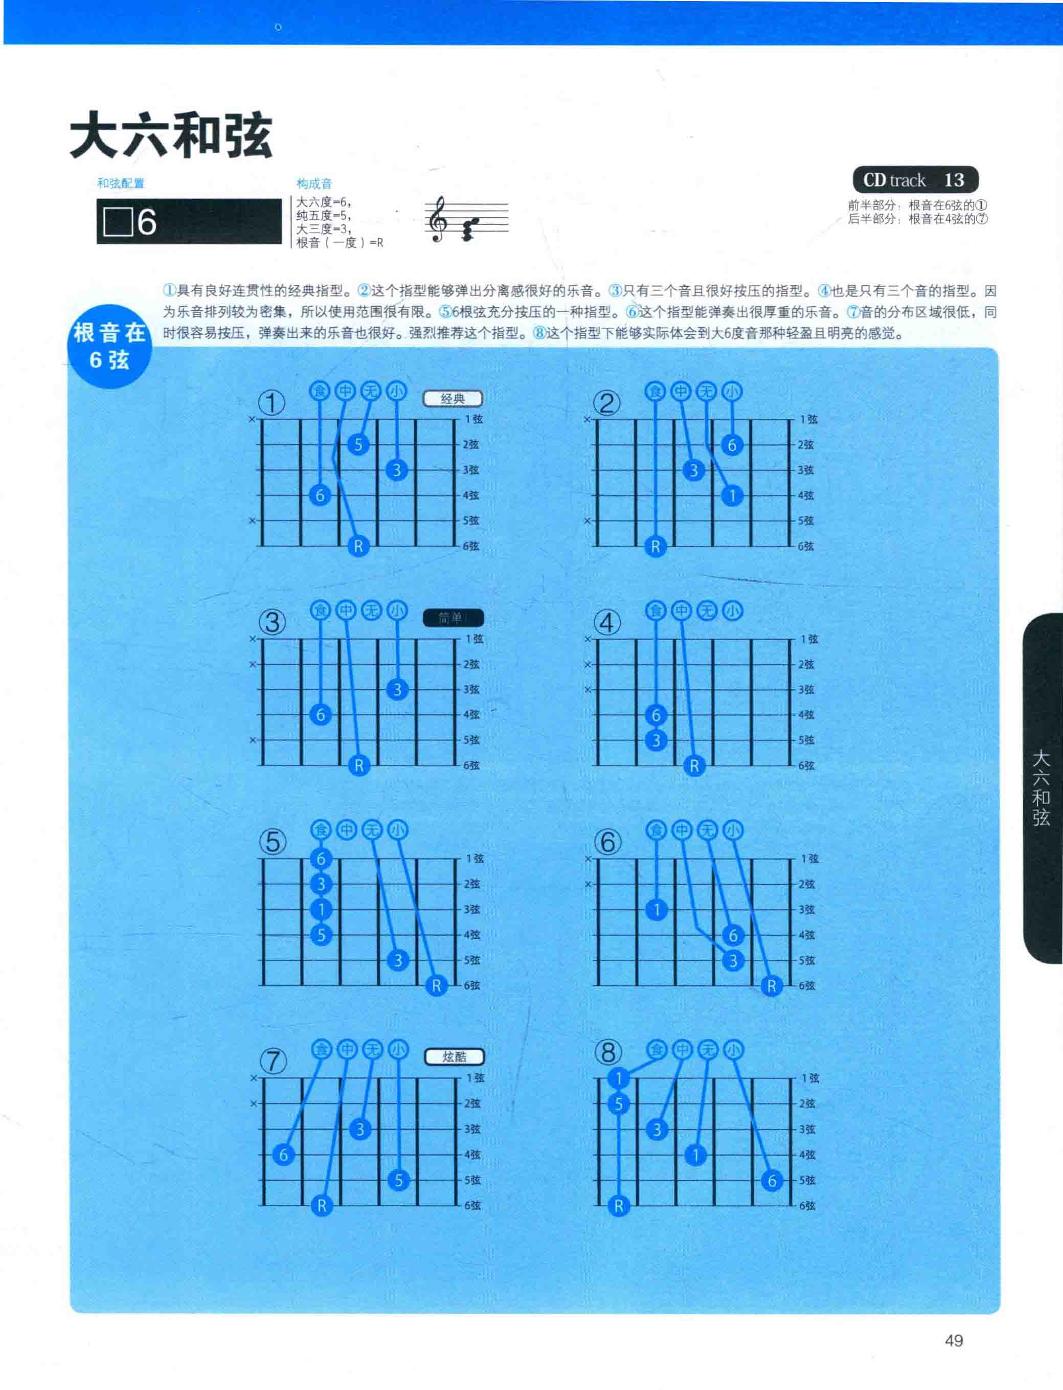 大六和弦
和弦配置
□6
构成音
大六度=6，
纯五度=5，
大三度=3，
根音（一度）=R
CD track 13
前半部分：根音在6弦的①
后半部分：根音在4弦的⑦
①具有良好连贯性的经典指型。②这个指型能够弹出分离感很好的乐音。③只有三个音且很好按压的指型。④也是只有三个音的指型。因
为乐音排列较为密集，所以使用范围很有限。⑤6根弦充分按压的一种指型。⑥这个指型能弹奏出很厚重的乐音。⑦音的分布区域很低，同
时很容易按压，弹奏出来的乐音也很好。强烈推荐这个指型。⑧这个指型下能够实际体会到大6度音那种轻盈且明亮的感觉。
根音在
6弦
① 食 中 无 小 经典
× 1弦
5 2弦
3 3弦
6 4弦
× 5弦
R 6弦
② 食 中 无 小
× 1弦
6 2弦
3 3弦
1 4弦
× 5弦
R 6弦
③ 食 中 无 小 简单
× 1弦
× 2弦
3 3弦
6 4弦
× 5弦
R 6弦
④ 食 中 无 小
× 1弦
× 2弦
× 3弦
6 4弦
3 5弦
R 6弦
⑤ 食 中 无 小
6 1弦
3 2弦
1 3弦
5 4弦
3 5弦
R 6弦
⑥ 食 中 无 小
× 1弦
× 2弦
1 3弦
6 4弦
3 5弦
R 6弦
⑦ 食 中 无 小 炫酷
× 1弦
× 2弦
3 3弦
6 4弦
5 5弦
R 6弦
⑧ 食 中 无 小
1 1弦
5 2弦
3 3弦
1 4弦
6 5弦
R 6弦
大六和弦
49